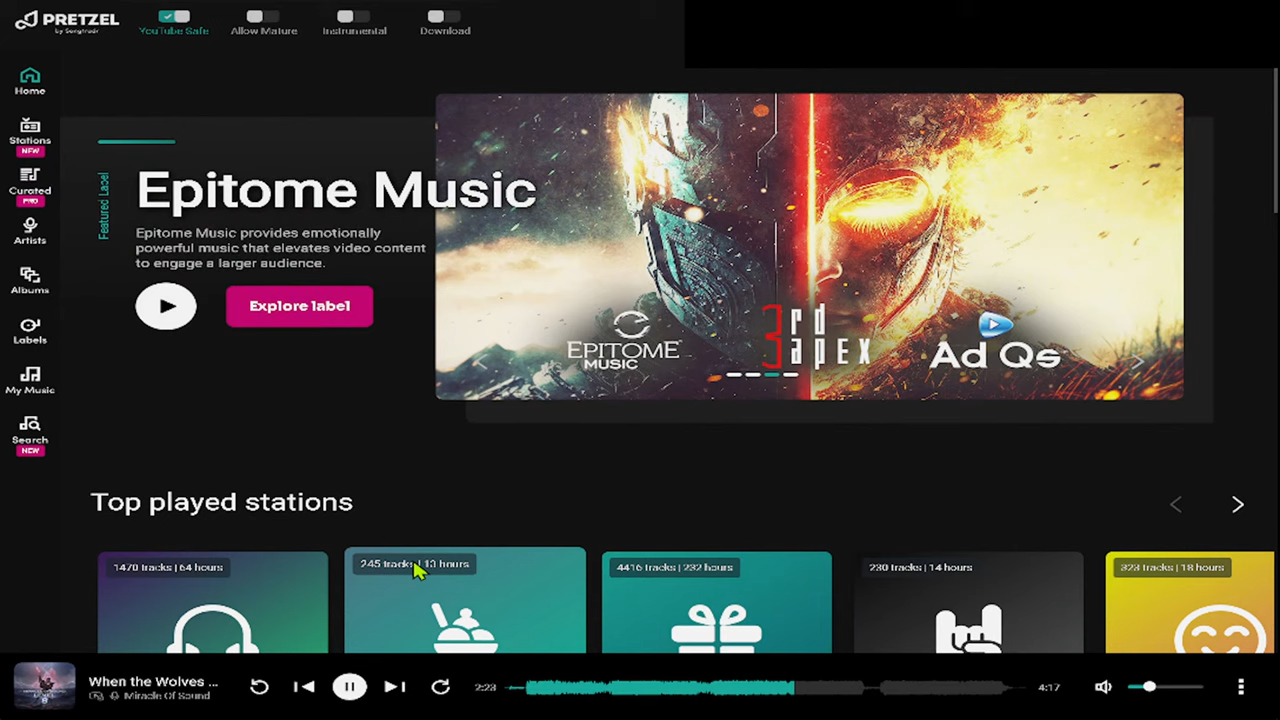 PRETZEL
by Songtradr
YouTube Safe
Allow Mature
Instrumental
Download
Home
Stations
NEW
Curated
PRO
Artists
Albums
Labels
My Music
Search
NEW
Featured Label
Epitome Music
Epitome Music provides emotionally
powerful music that elevates video content
to engage a larger audience.
Explore label
EPITOME
MUSIC
3rd
apex
Ad Qs
Top played stations
1470 tracks | 64 hours
245 tracks | 13 hours
4416 tracks | 232 hours
230 tracks | 14 hours
323 tracks | 18 hours
When the Wolves ...
Miracle Of Sound
2:23
4:17